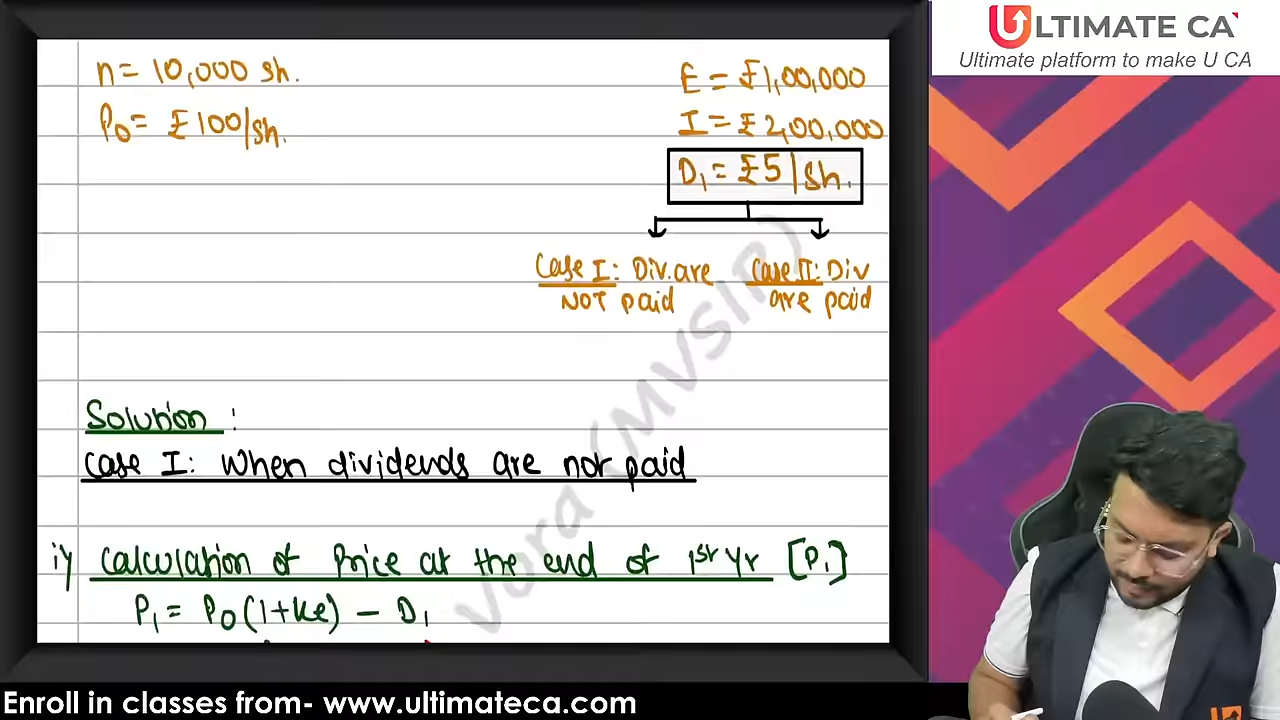 n = 10,000 sh.
P0 = ₹100/sh.
E = ₹1,00,000
I = ₹2,00,000
D1 = ₹5/sh.
Case I: Div. are NOT paid
Case II: Div are paid
Solution:
Case I: When dividends are not paid
i) Calculation of Price at the end of 1st yr [P1]
P1 = P0 (1+Ke) – D1
Vora (MVSIR)
ULTIMATE CA
Ultimate platform to make U CA
Enroll in classes from- www.ultimateca.com